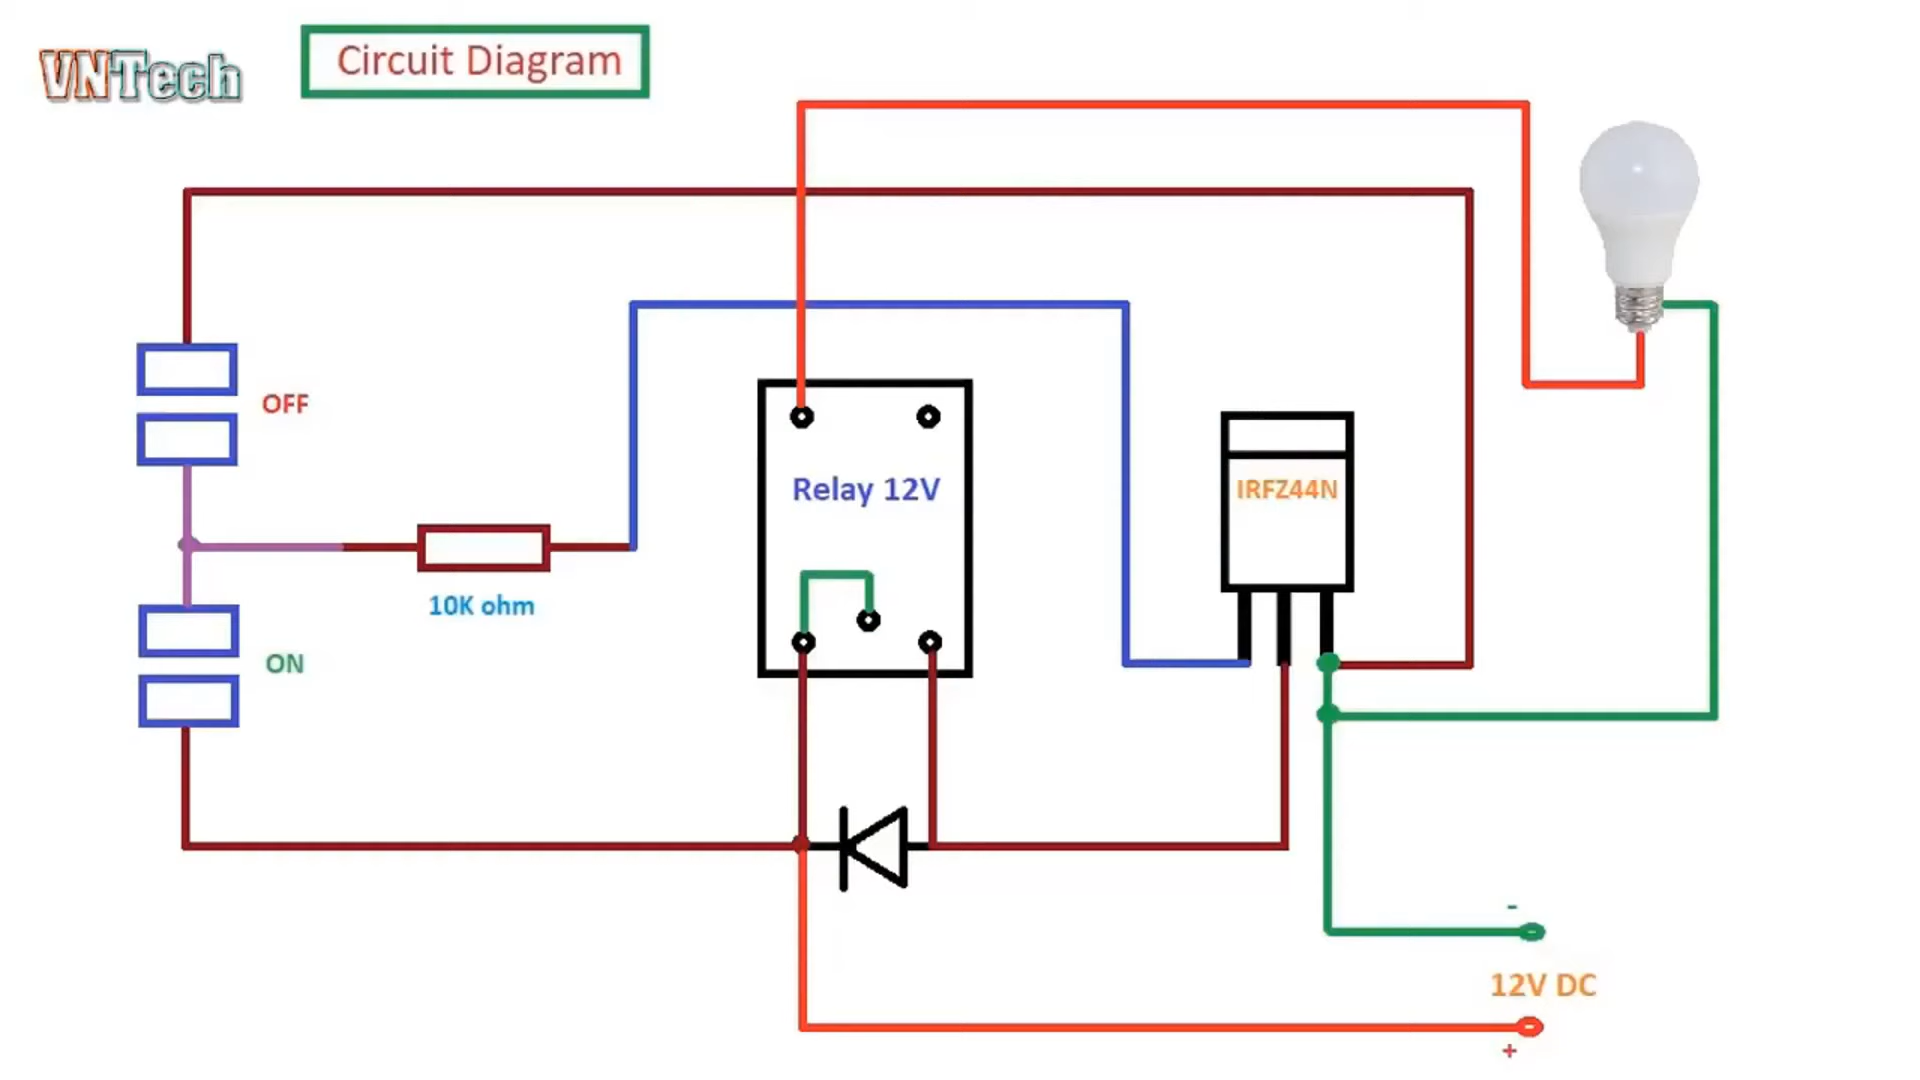 VNTech
Circuit Diagram
OFF
Relay 12V
IRFZ44N
10K ohm
ON
-
12V DC
+